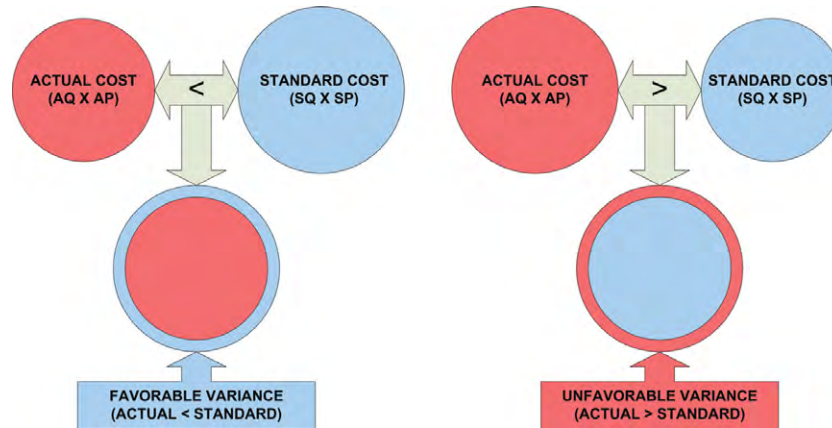 ACTUAL COST
(AQ X AP)
<
STANDARD COST
(SQ X SP)
FAVORABLE VARIANCE
(ACTUAL < STANDARD)
ACTUAL COST
(AQ X AP)
>
STANDARD COST
(SQ X SP)
UNFAVORABLE VARIANCE
(ACTUAL > STANDARD)